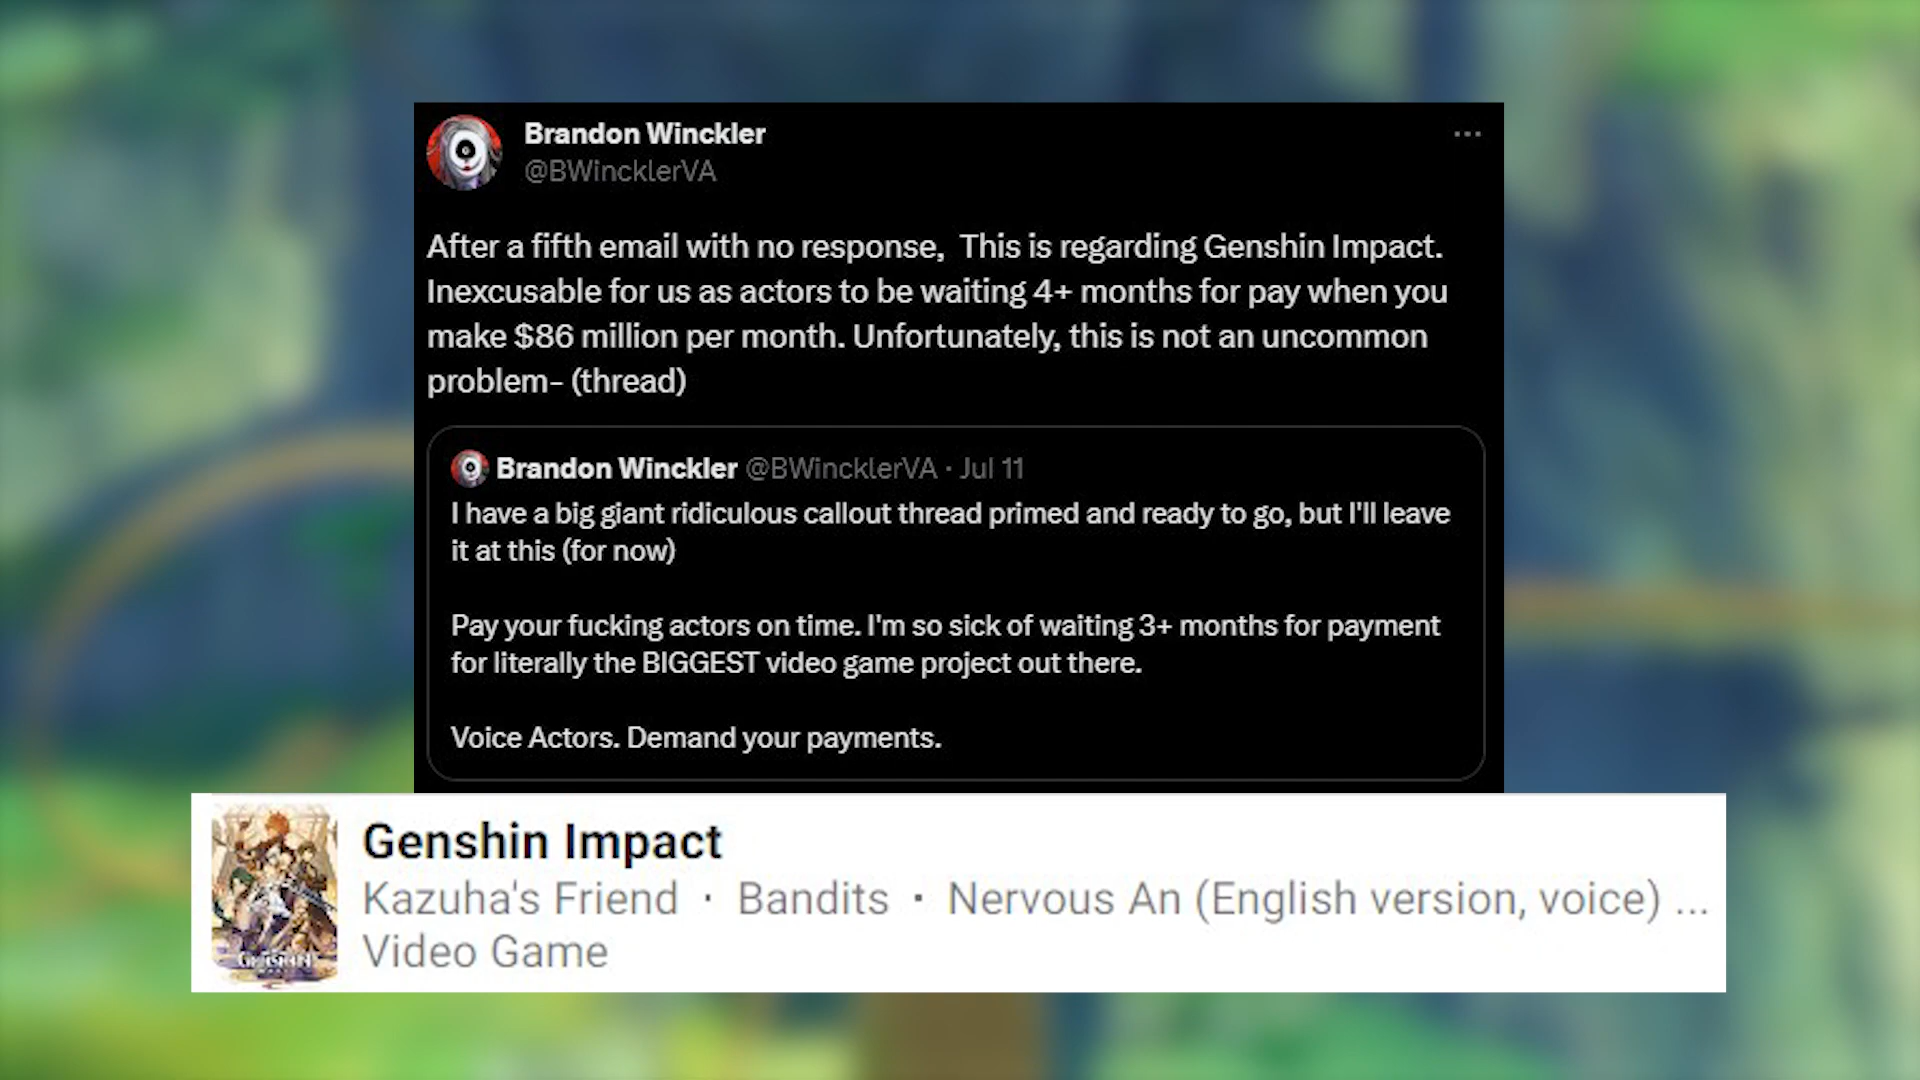 Brandon Winckler
@BWincklerVA
After a fifth email with no response,  This is regarding Genshin Impact.
Inexcusable for us as actors to be waiting 4+ months for pay when you
make $86 million per month. Unfortunately, this is not an uncommon
problem- (thread)
Brandon Winckler @BWincklerVA · Jul 11
I have a big giant ridiculous callout thread primed and ready to go, but I'll leave
it at this (for now)
Pay your fucking actors on time. I'm so sick of waiting 3+ months for payment
for literally the BIGGEST video game project out there.
Voice Actors. Demand your payments.
Genshin Impact
Kazuha's Friend · Bandits · Nervous An (English version, voice) ...
Video Game
GENSHIN